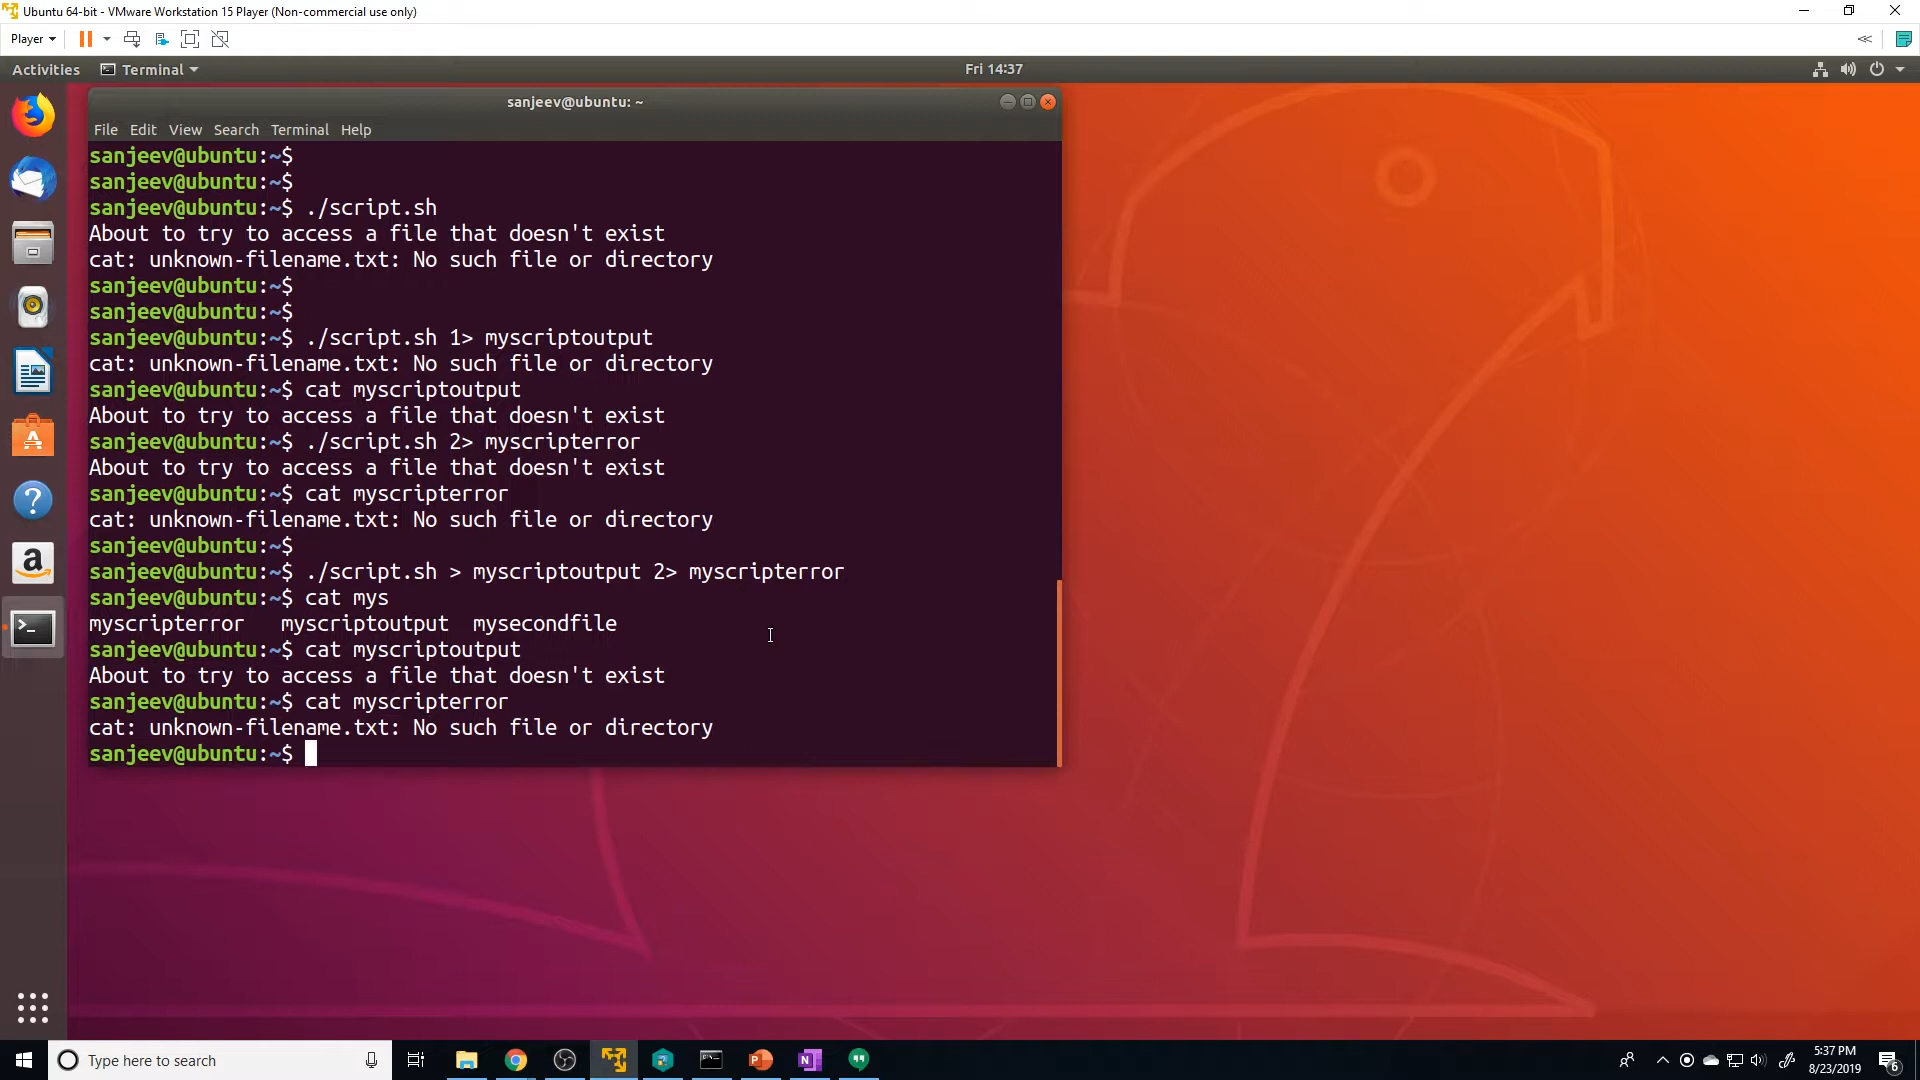 Ubuntu 64-bit - VMware Workstation 15 Player (Non-commercial use only)
Player
Activities Terminal Fri 14:37
sanjeev@ubuntu: ~
File Edit View Search Terminal Help
sanjeev@ubuntu:~$
sanjeev@ubuntu:~$
sanjeev@ubuntu:~$ ./script.sh
About to try to access a file that doesn't exist
cat: unknown-filename.txt: No such file or directory
sanjeev@ubuntu:~$
sanjeev@ubuntu:~$
sanjeev@ubuntu:~$ ./script.sh 1> myscriptoutput
cat: unknown-filename.txt: No such file or directory
sanjeev@ubuntu:~$ cat myscriptoutput
About to try to access a file that doesn't exist
sanjeev@ubuntu:~$ ./script.sh 2> myscripterror
About to try to access a file that doesn't exist
sanjeev@ubuntu:~$ cat myscripterror
cat: unknown-filename.txt: No such file or directory
sanjeev@ubuntu:~$
sanjeev@ubuntu:~$ ./script.sh > myscriptoutput 2> myscripterror
sanjeev@ubuntu:~$ cat mys
myscripterror myscriptoutput mysecondfile
sanjeev@ubuntu:~$ cat myscriptoutput
About to try to access a file that doesn't exist
sanjeev@ubuntu:~$ cat myscripterror
cat: unknown-filename.txt: No such file or directory
sanjeev@ubuntu:~$
Type here to search
5:37 PM
8/23/2019
6